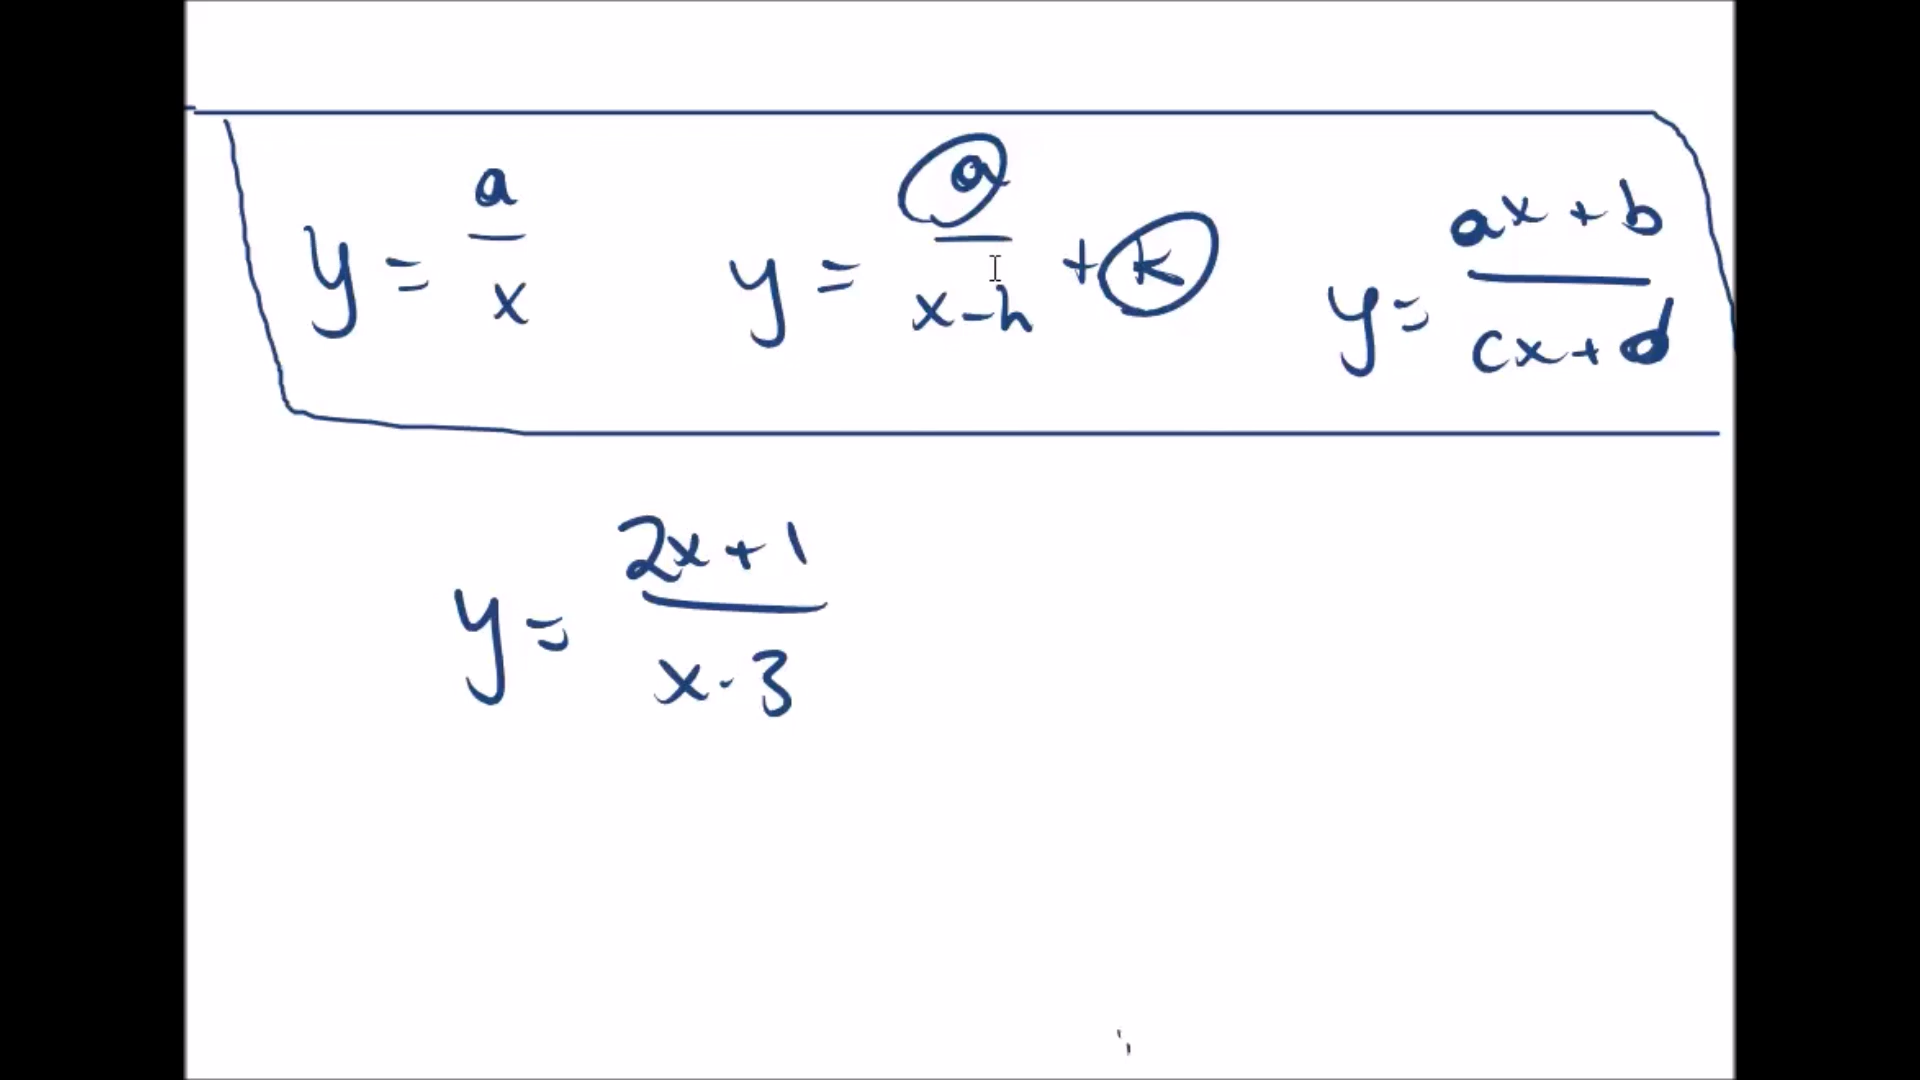 y = a/x    y = a/(x-h) + k    y = (ax+b)/(cx+d)
y = (2x+1)/(x-3)